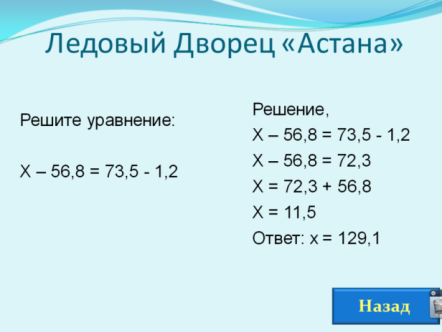 Ледовый Дворец «Астана»
Решите уравнение:
X – 56,8 = 73,5 - 1,2
Решение,
X – 56,8 = 73,5 - 1,2
X – 56,8 = 72,3
X = 72,3 + 56,8
X = 11,5
Ответ: x = 129,1
Назад